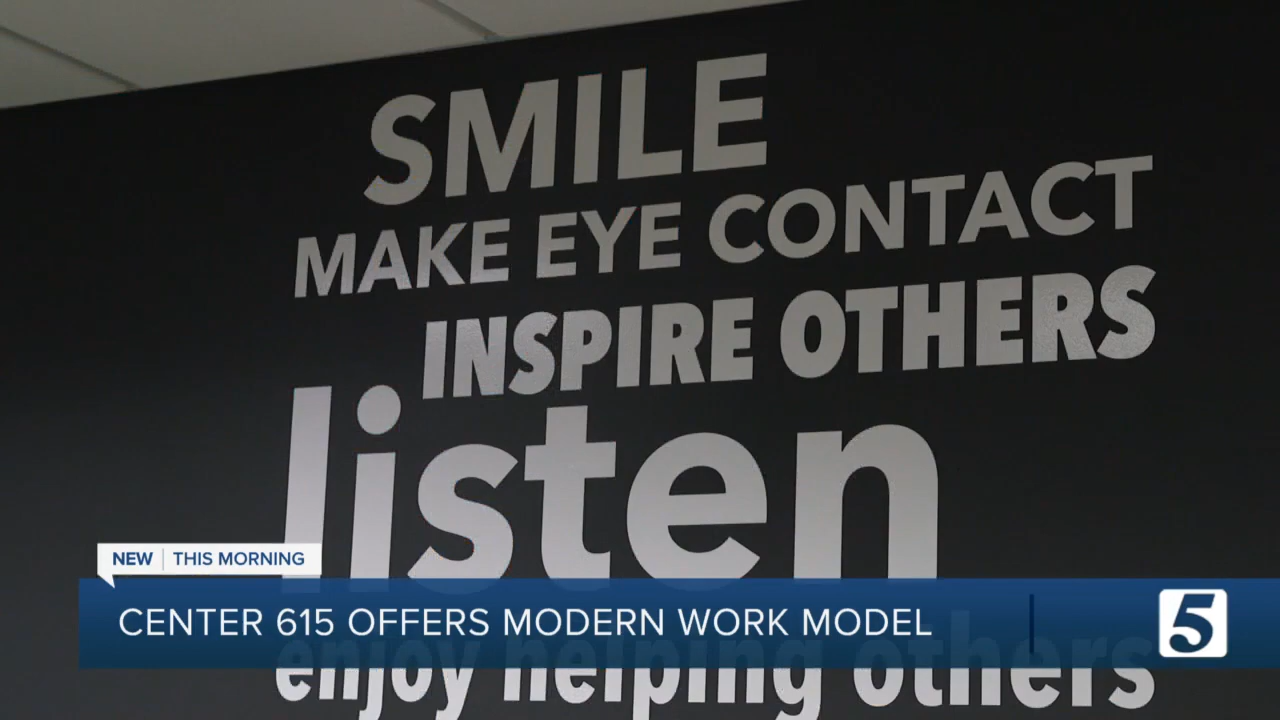 SMILE
MAKE EYE CONTACT
INSPIRE OTHERS
listen
NEW THIS MORNING
CENTER 615 OFFERS MODERN WORK MODEL
5
enjoy helping others